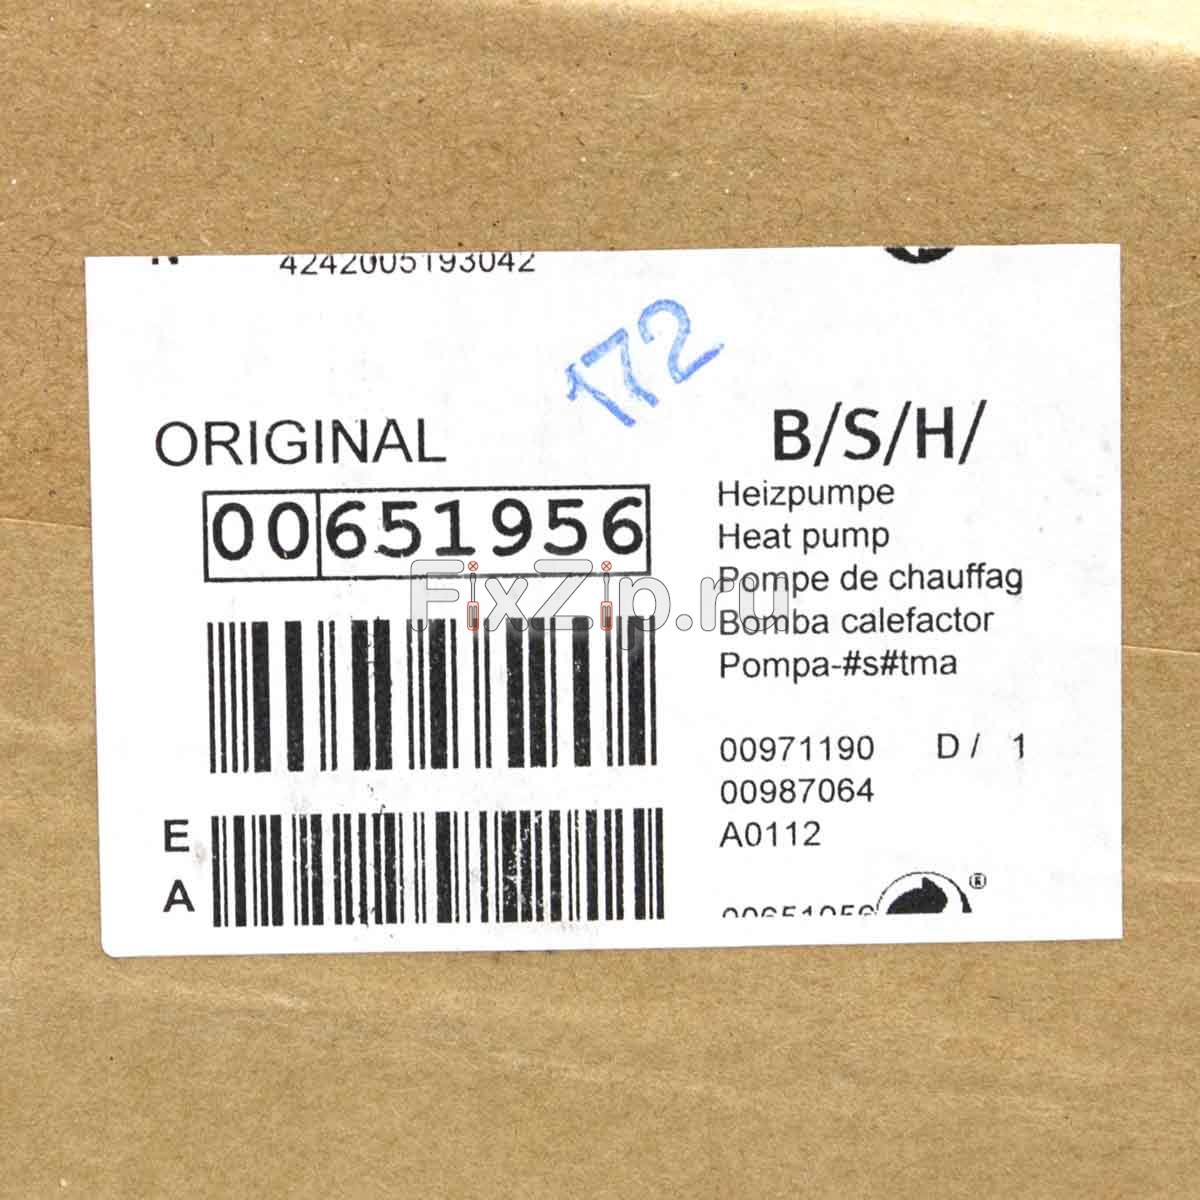 4242005193042
172
ORIGINAL
B/S/H/
00651956
Heizpumpe
Heat pump
Pompe de chauffag
Bomba calefactor
Pompa-#s#tma
FixZip.ru
00971190 D / 1
00987064
A0112
E
A
®
00651956